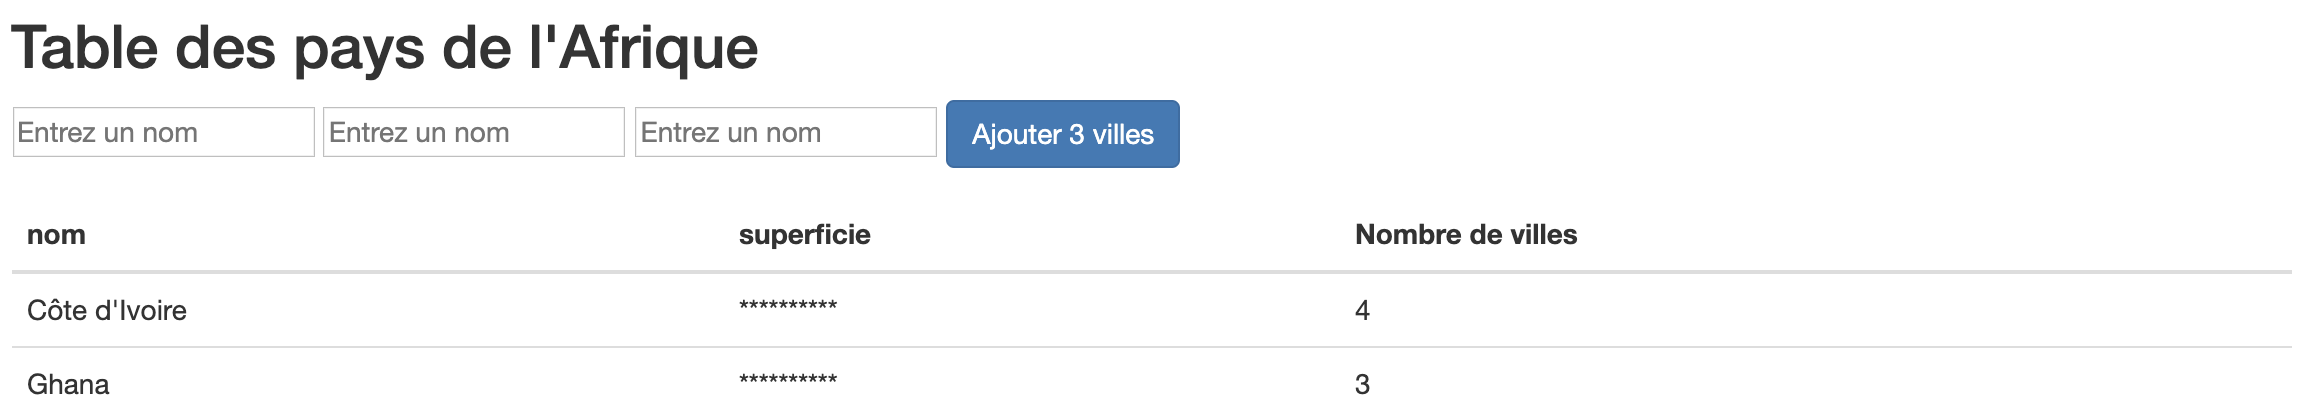 Table des pays de l'Afrique
Entrez un nom Entrez un nom Entrez un nom Ajouter 3 villes
nom superficie Nombre de villes
Côte d'Ivoire ********** 4
Ghana ********** 3